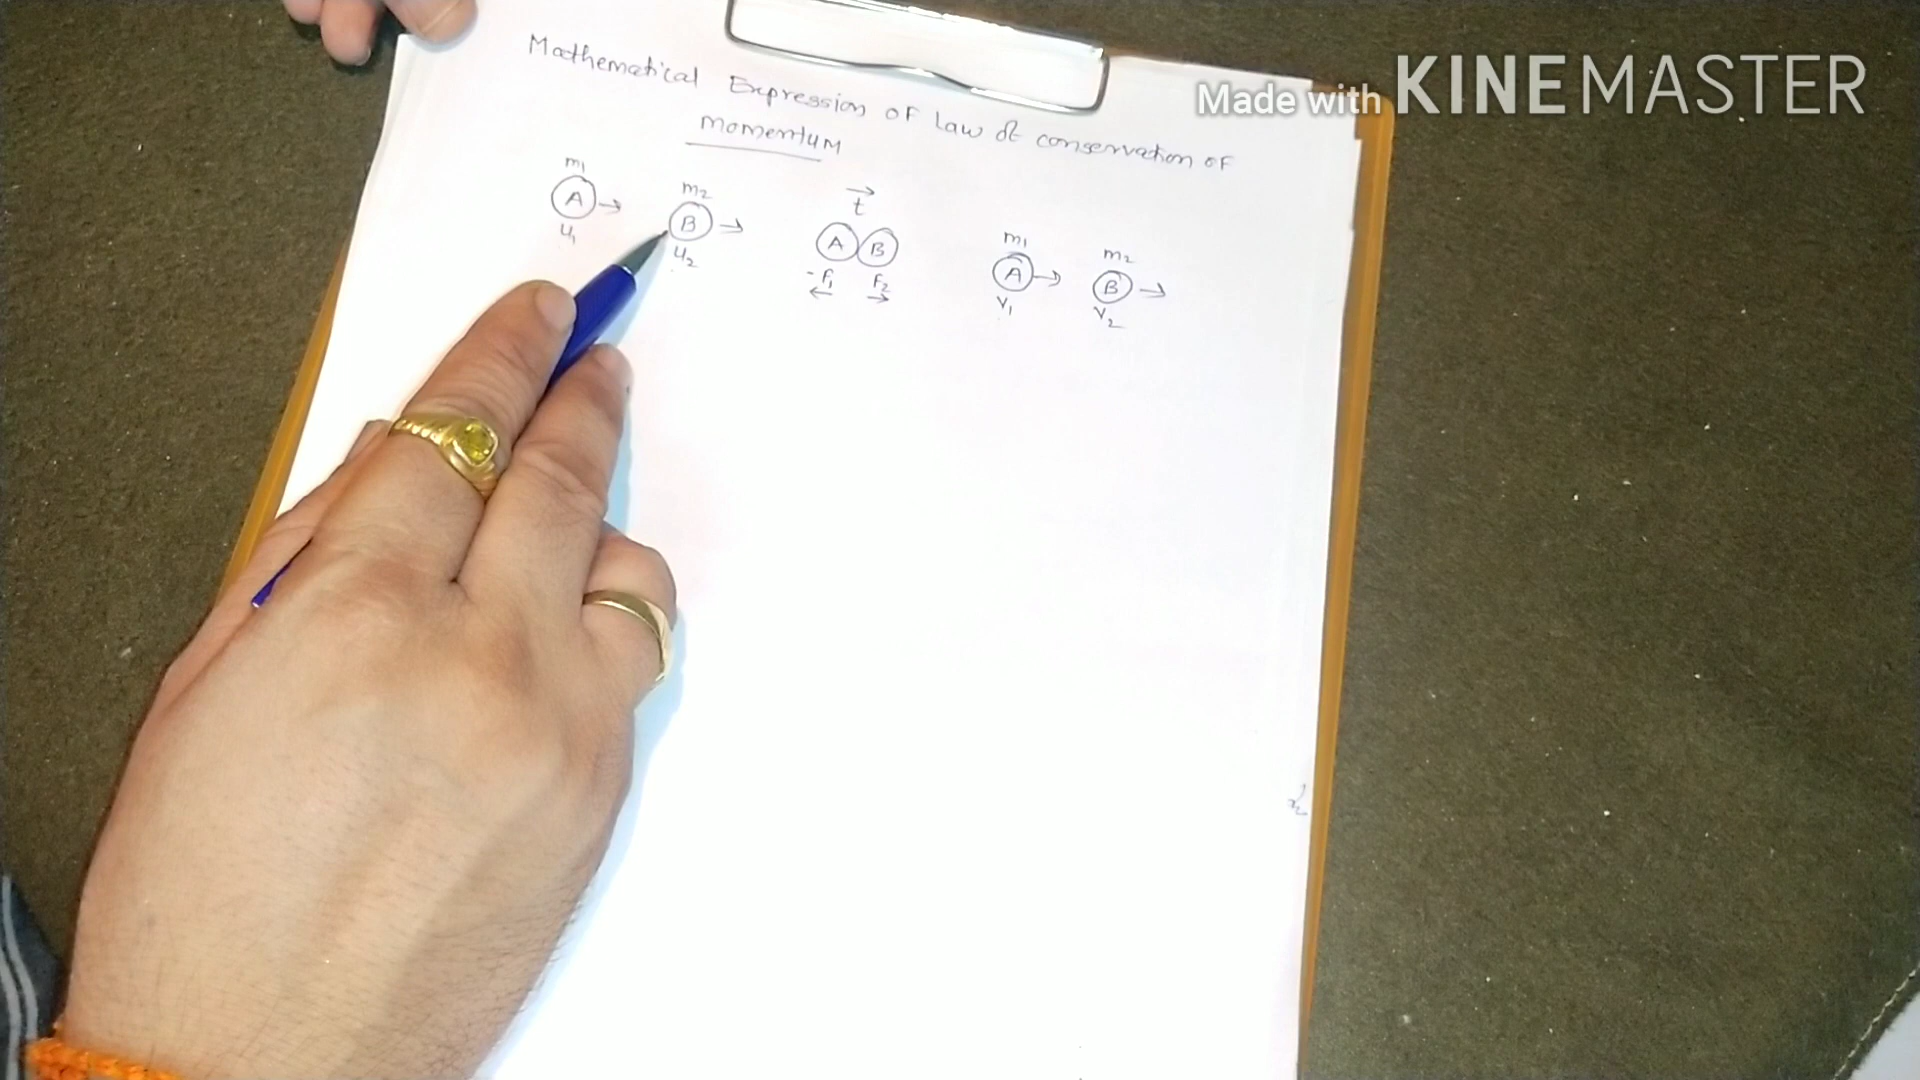 Made with KINEMASTER
Mathematical Expression OF Law of conservation of
momentum
m1 m2 t m1 m2
A B A B A B
u1 u2 -F1 F2 v1 v2